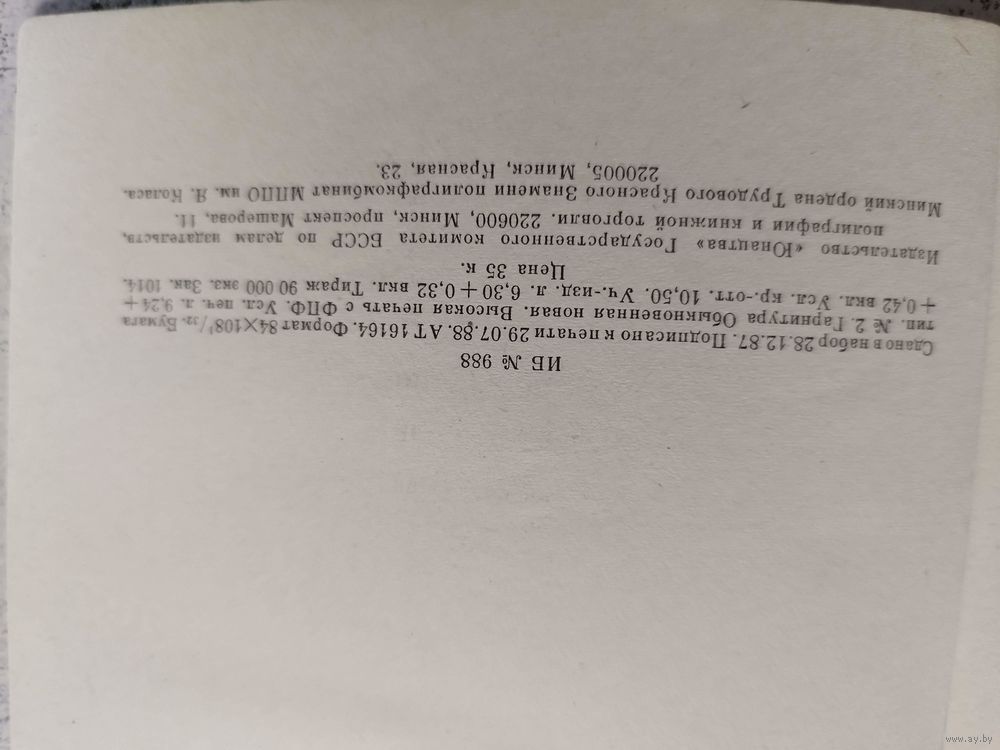 ИБ № 988
Сдано в набор 28.12.87. Подписано к печати 29.07.88. АТ 16164. Формат 84×108¹/₃₂. Бумага
тип. № 2. Гарнитура Обыкновенная новая. Высокая печать с ФПФ. Усл. печ. л. 9,24+
+0,42 вкл. Усл. кр.-отт. 10,50. Уч.-изд. л. 6,30+0,32 вкл. Тираж 90 000 экз. Зак. 1014.
Цена 35 к.
Издательство «Юнацтва» Государственного комитета БССР по делам издательств,
полиграфии и книжной торговли. 220600, Минск, проспект Машерова, 11.
Минский ордена Трудового Красного Знамени полиграфкомбинат МППО им. Я. Коласа.
220005, Минск, Красная, 23.
www.ay.by